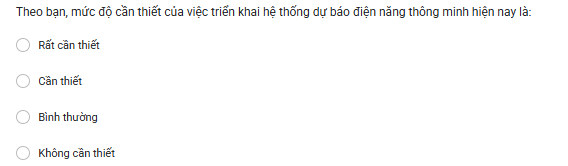 Theo bạn, mức độ cần thiết của việc triển khai hệ thống dự báo điện năng thông minh hiện nay là:
Rất cần thiết
Cần thiết
Bình thường
Không cần thiết